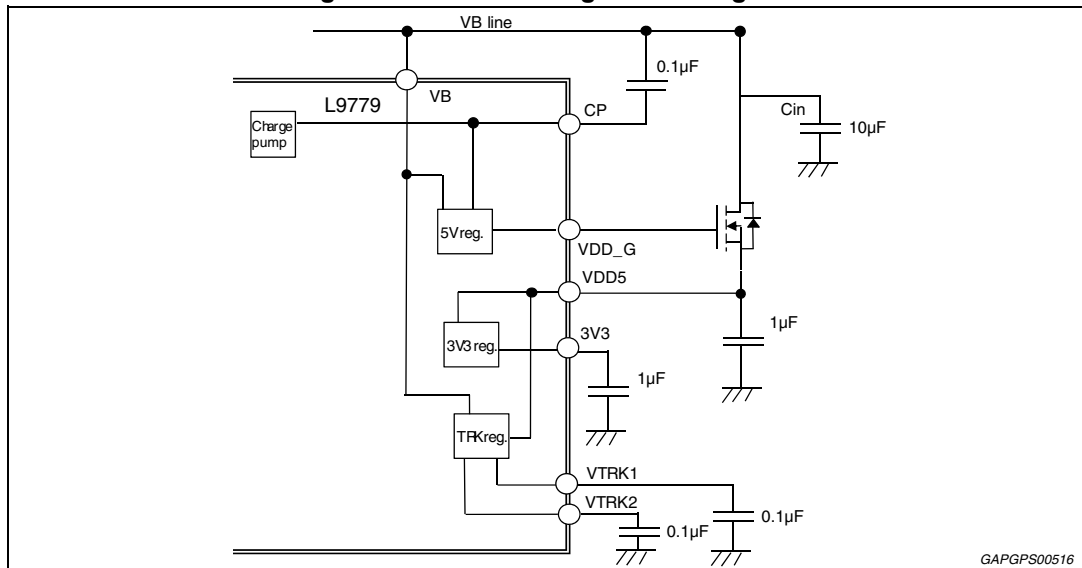 VB line
0.1µF
VB
L9779
CP
Cin
Charge
pump
10µF
5V reg.
VDD_G
VDD5
3V3
1µF
3V3 reg.
1µF
TRK reg.
VTRK1
VTRK2
0.1µF
0.1µF
GAPGPS00516